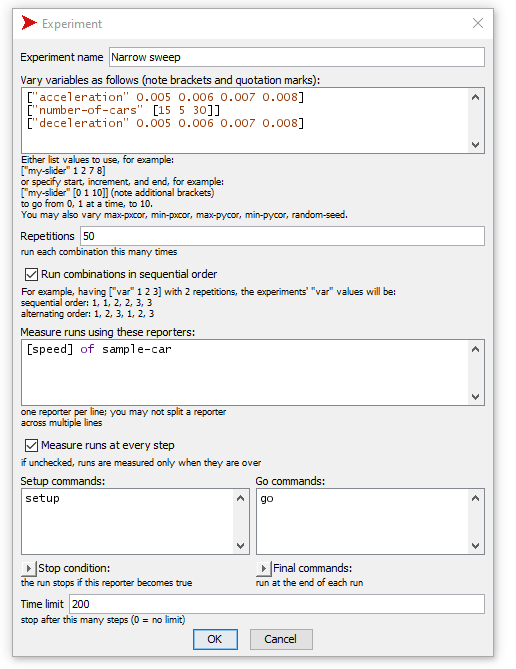 Experiment
Experiment name Narrow sweep
Vary variables as follows (note brackets and quotation marks):
["acceleration" 0.005 0.006 0.007 0.008]
["number-of-cars" [15 5 30]]
["deceleration" 0.005 0.006 0.007 0.008]
Either list values to use, for example:
["my-slider" 1 2 7 8]
or specify start, increment, and end, for example:
["my-slider" [0 1 10]] (note additional brackets)
to go from 0, 1 at a time, to 10.
You may also vary max-pxcor, min-pxcor, max-pycor, min-pycor, random-seed.
Repetitions 50
run each combination this many times
Run combinations in sequential order
For example, having ["var" 1 2 3] with 2 repetitions, the experiments' "var" values will be:
sequential order: 1, 1, 2, 2, 3, 3
alternating order: 1, 2, 3, 1, 2, 3
Measure runs using these reporters:
[speed] of sample-car
one reporter per line; you may not split a reporter
across multiple lines
Measure runs at every step
if unchecked, runs are measured only when they are over
Setup commands: Go commands:
setup go
Stop condition: Final commands:
the run stops if this reporter becomes true run at the end of each run
Time limit 200
stop after this many steps (0 = no limit)
OK Cancel